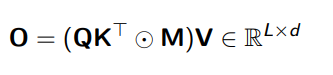 O = (QK⊤ ⊙ M)V ∈ ℝ^{L×d}